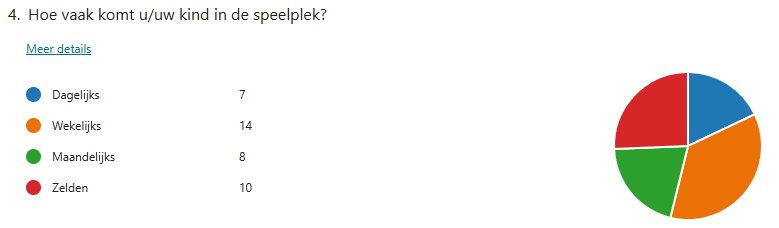 4. Hoe vaak komt u/uw kind in de speelplek?
Meer details
Dagelijks 7
Wekelijks 14
Maandelijks 8
Zelden 10